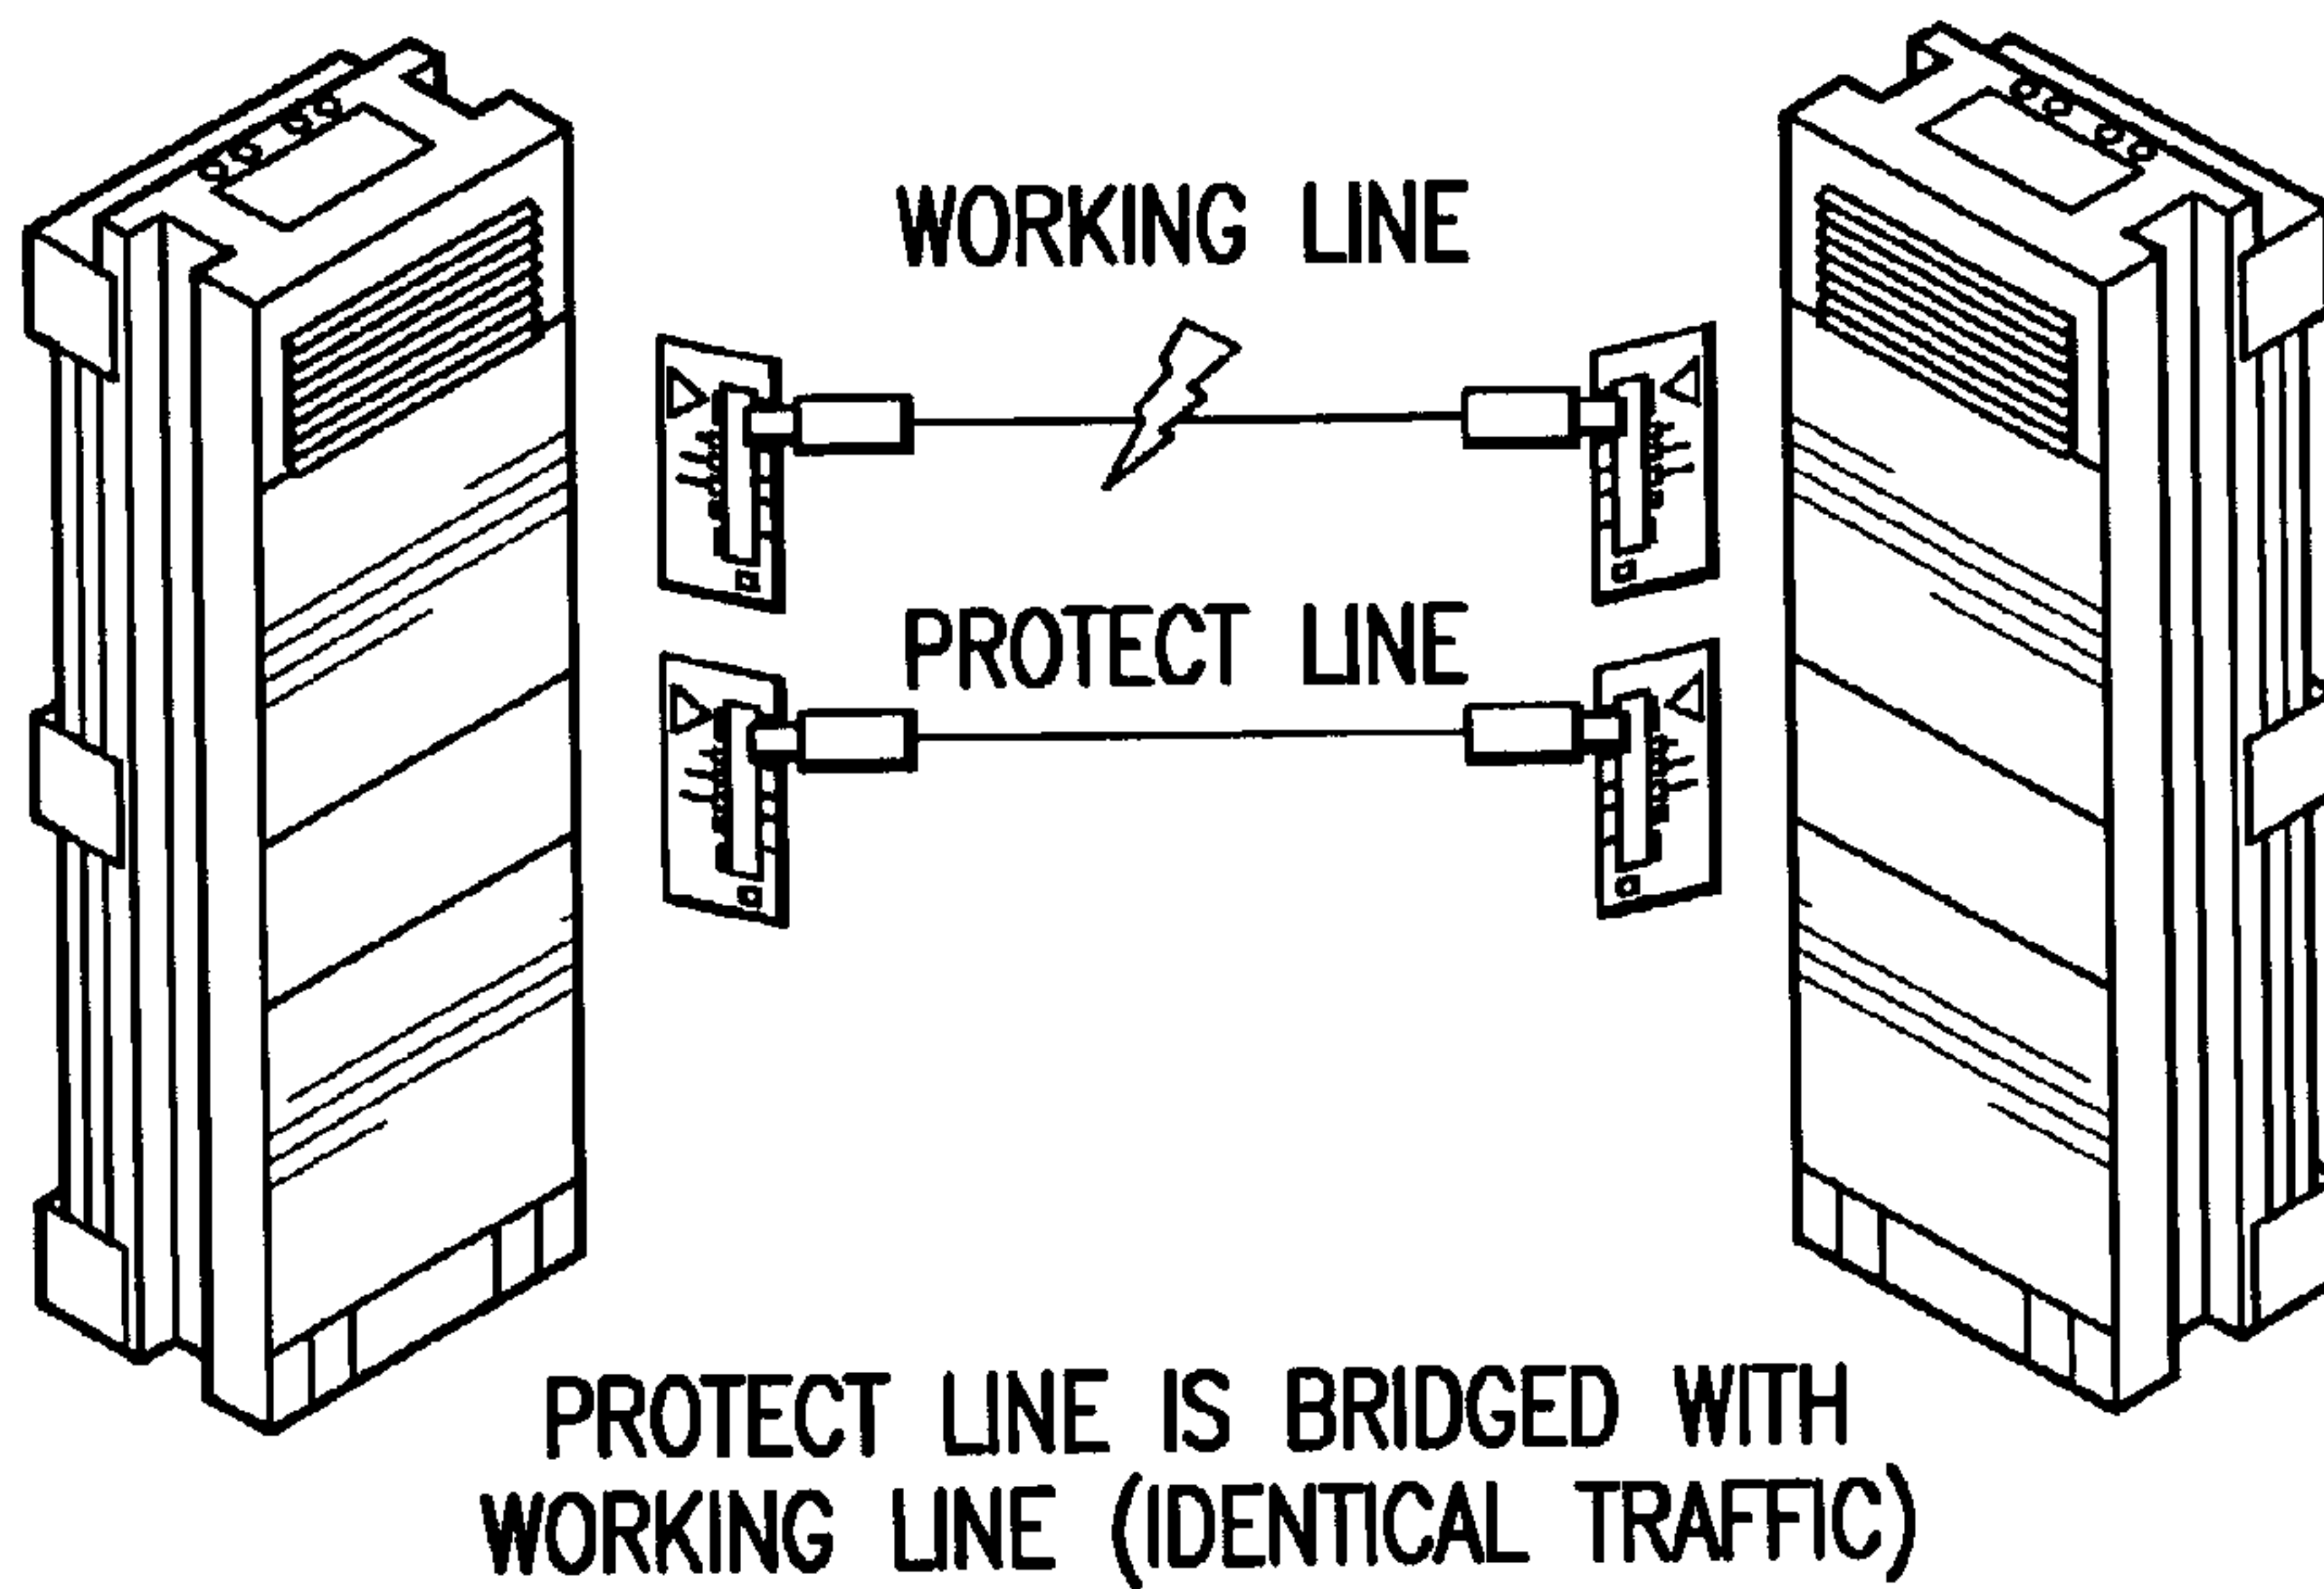 WORKING LINE
PROTECT LINE
PROTECT LINE IS BRIDGED WITH
WORKING LINE (IDENTICAL TRAFFIC)